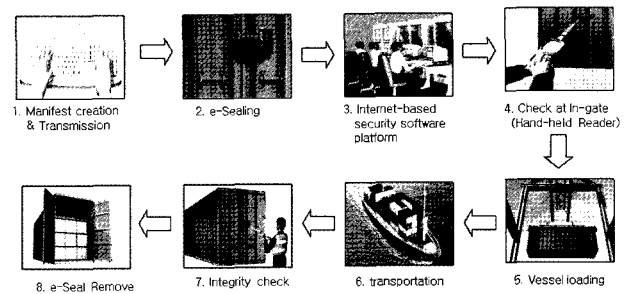 1. Manifest creation
& Transmission
2. e-Sealing
3. Internet-based
security software
platform
4. Check at In-gate
(Hand-held Reader)
5. Vessel loading
6. transportation
7. Integrity check
8. e-Seal Remove